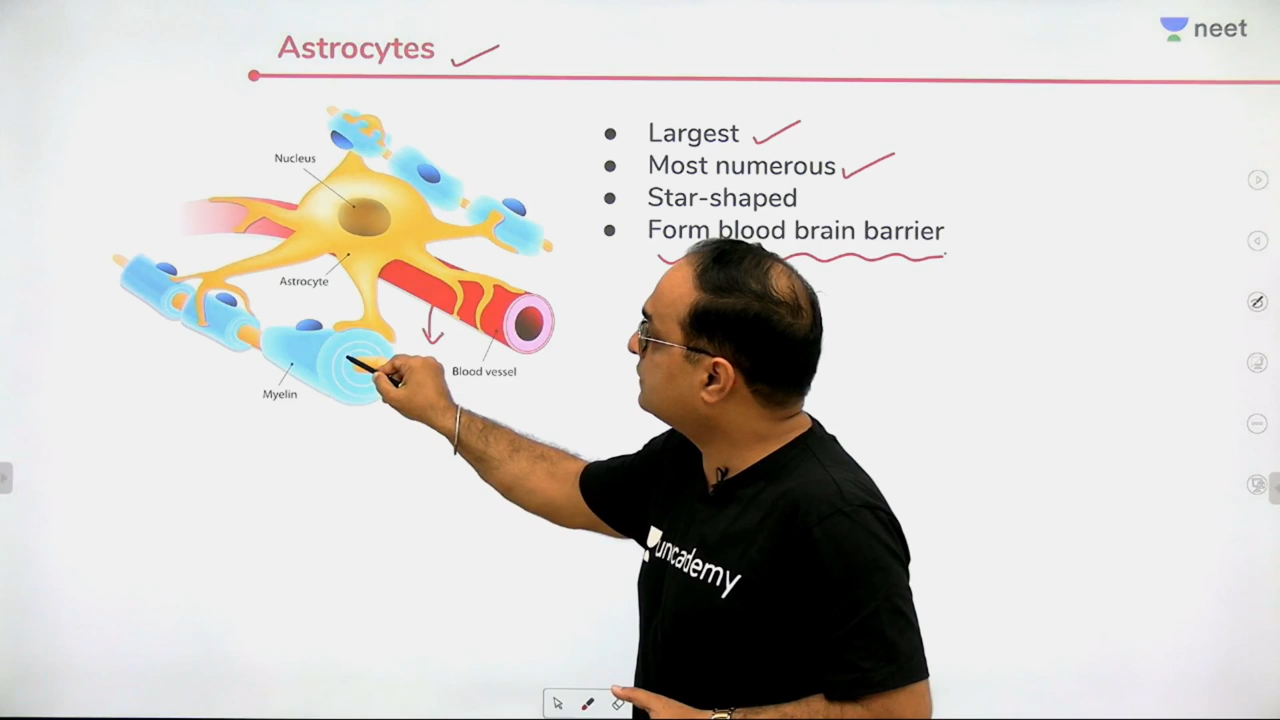 Astrocytes
neet
Largest
Most numerous
Star-shaped
Form blood brain barrier
Nucleus
Astrocyte
Blood vessel
Myelin
unacademy